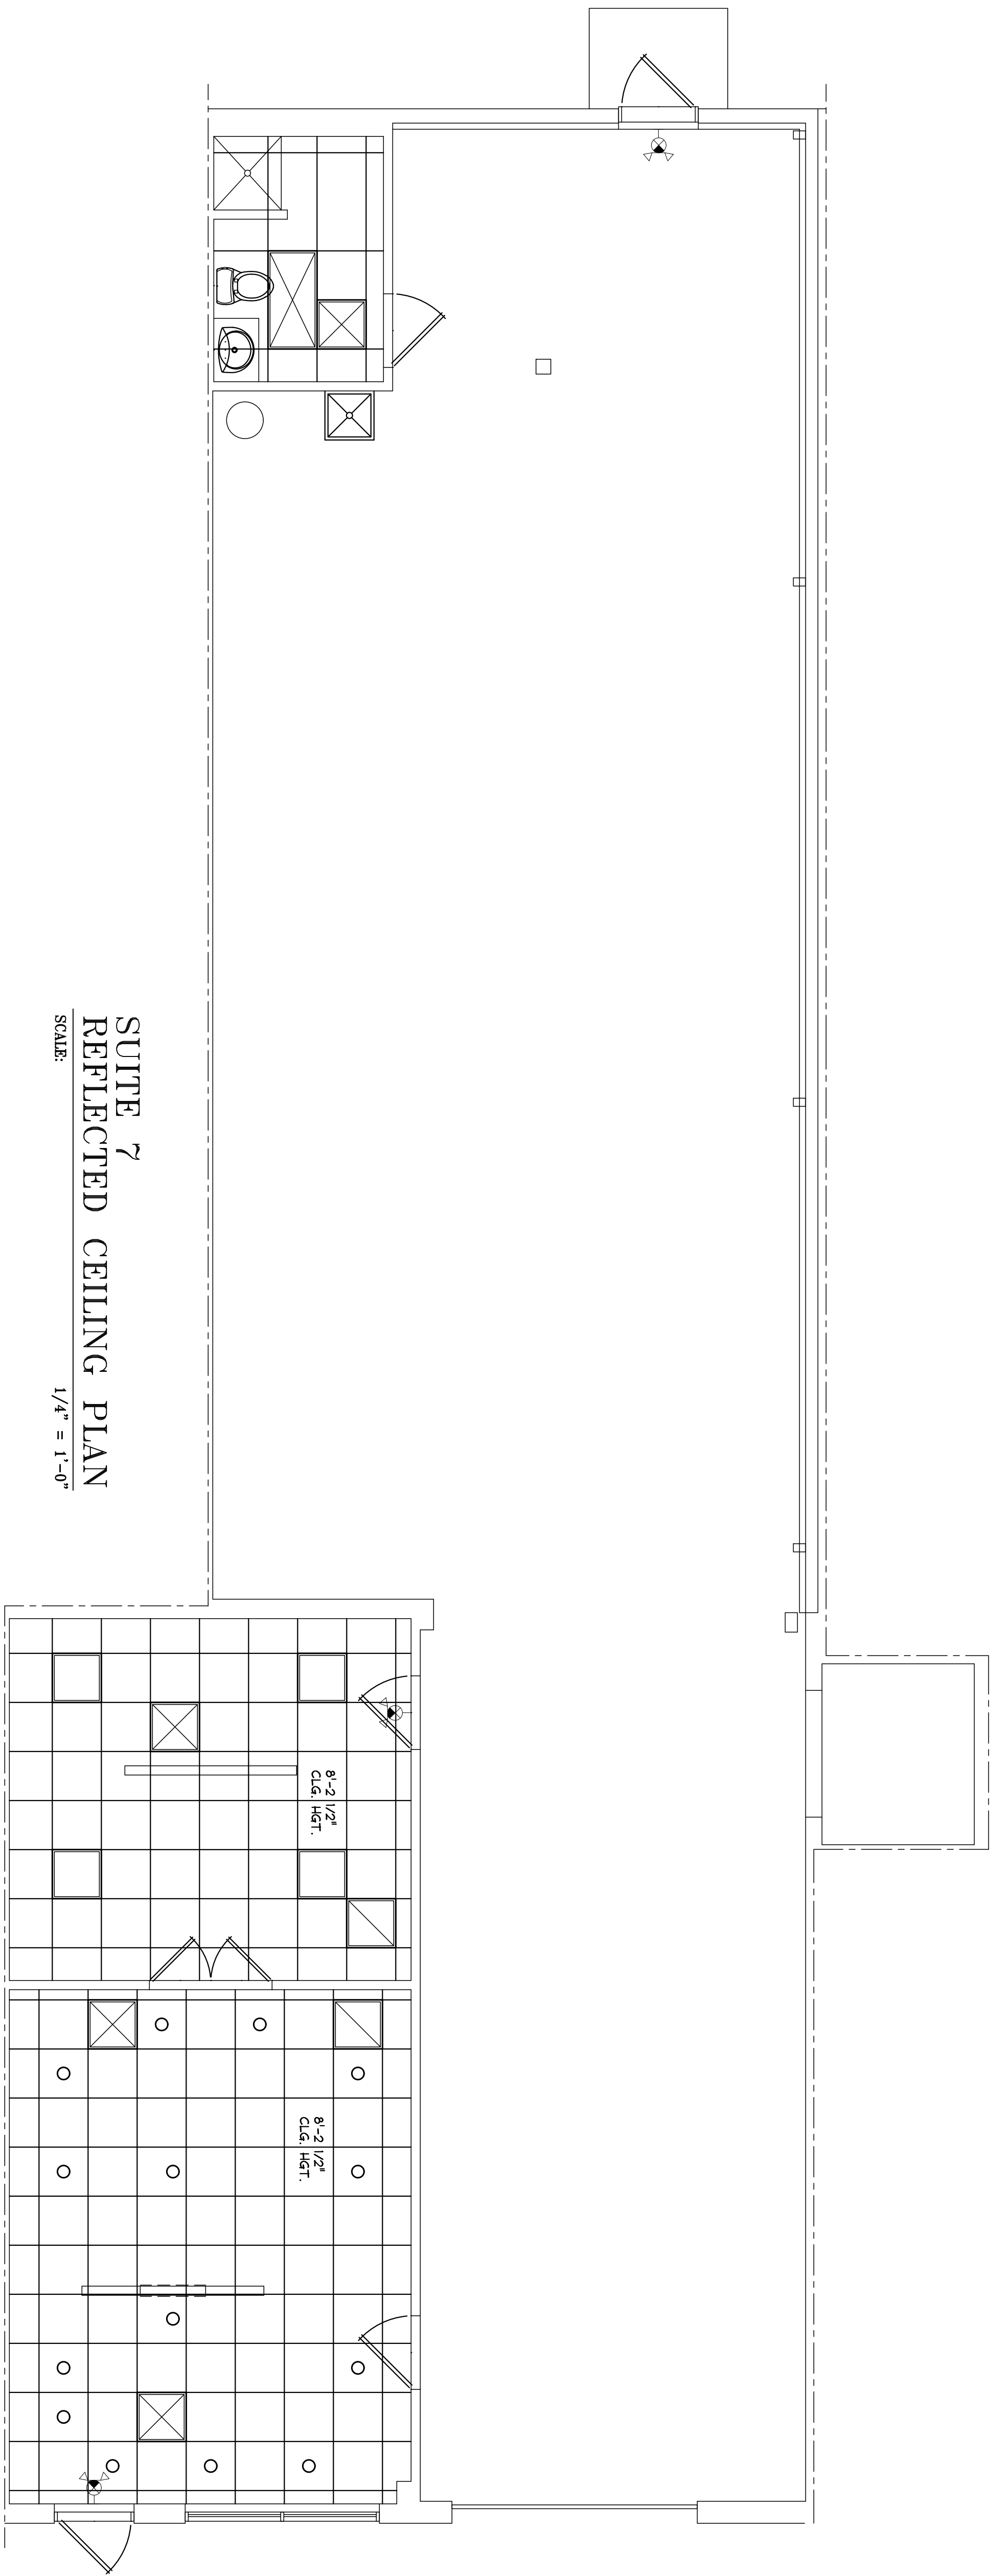 SUITE 7
REFLECTED CEILING PLAN
SCALE: 1/4" = 1'-0"
8'-2 1/2"
CLG. HGT.
8'-2 1/2"
CLG. HGT.